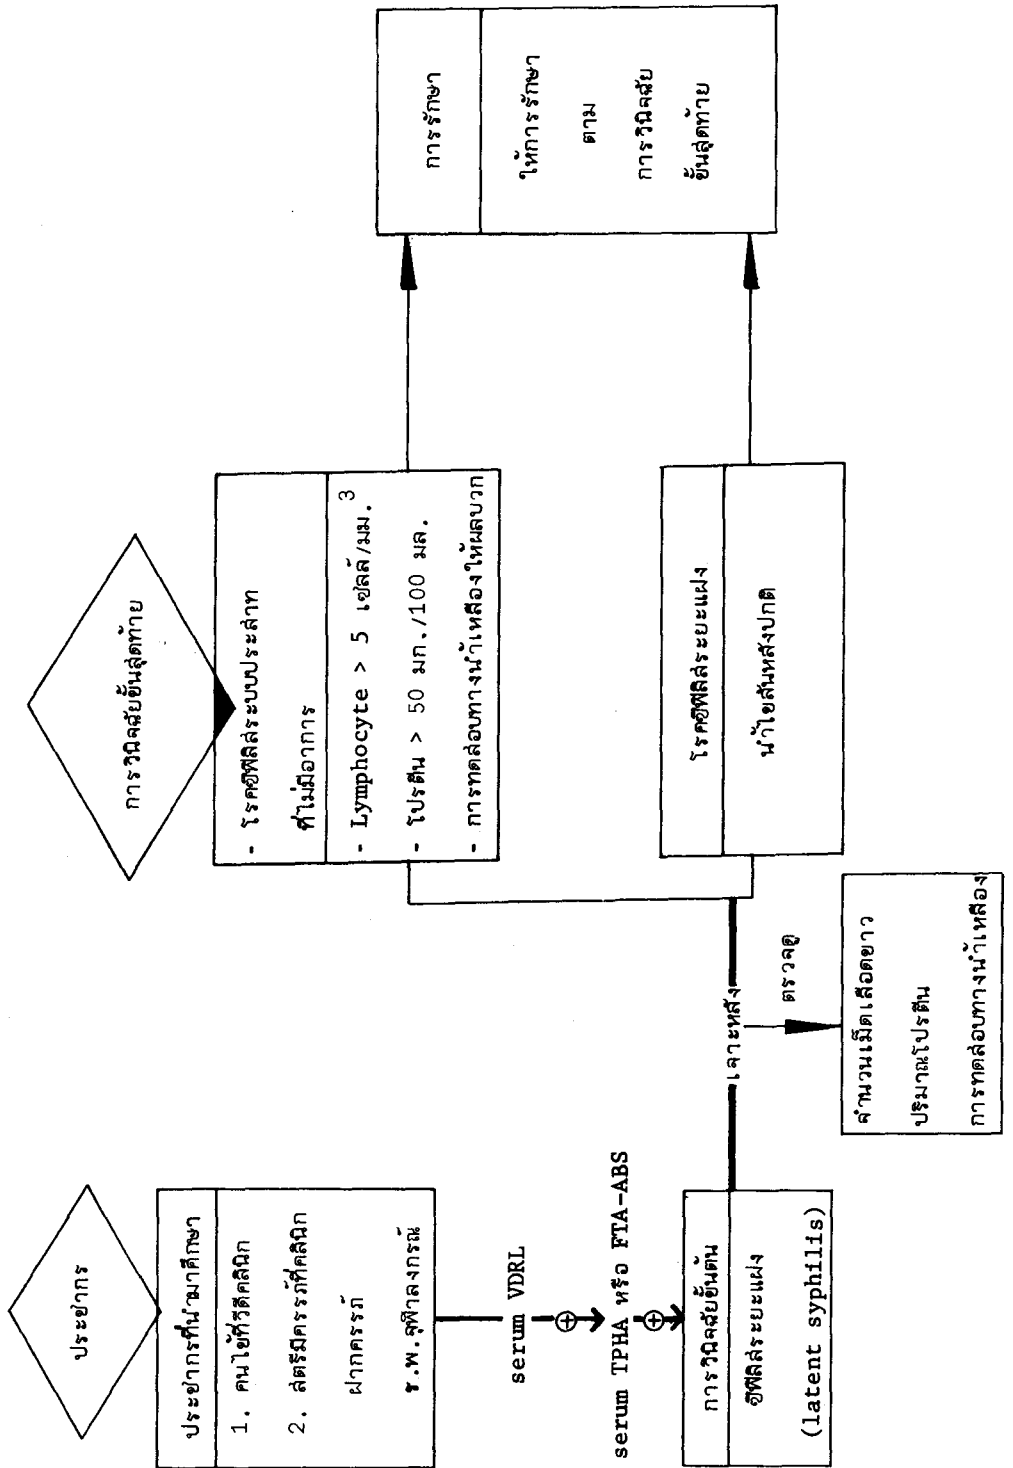 ประชากร
ประชากรที่นำมาศึกษา
1. คนไข้ที่วีดีคลินิก
2. สตรีมีครรภ์ที่คลินิก
ฝากครรภ์
ร.พ.จุฬาลงกรณ์
serum VDRL
+
serum TPHA หรือ FTA-ABS
+
การวินิจฉัยขั้นต้น
ซิฟิลิสระยะแฝง
(latent syphilis)
เจาะหลัง
ตรวจดู
จำนวนเม็ดเลือดขาว
ปริมาณโปรตีน
การทดสอบทางน้ำเหลือง
การวินิจฉัยขั้นสุดท้าย
- โรคซิฟิลิสระบบประสาท
ที่ไม่มีอาการ
- Lymphocyte > 5 เซลล์/มม.3
- โปรตีน > 50 มก./100 มล.
- การทดสอบทางน้ำเหลืองให้ผลบวก
โรคซิฟิลิสระยะแฝง
น้ำไขสันหลังปกติ
การรักษา
ให้การรักษา
ตาม
การวินิจฉัย
ขั้นสุดท้าย